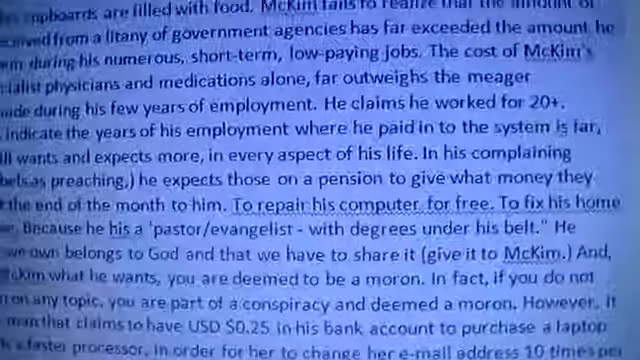 cupboards are filled with food. McKim fails to realize that the amount of
from a litany of government agencies has far exceeded the amount he
during his numerous, short-term, low-paying jobs. The cost of McKim's
physicians and medications alone, far outweighs the meager
during his few years of employment. He claims he worked for 20+.
indicate the years of his employment where he paid in to the system is far,
wants and expects more, in every aspect of his life. In his complaining
as preaching,) he expects those on a pension to give what money they
the end of the month to him. To repair his computer for free. To fix his home
Because he his a 'pastor/evangelist - with degrees under his belt." He
we own belongs to God and that we have to share it (give it to McKim.) And,
what he wants, you are deemed to be a moron. In fact, if you do not
on any topic, you are part of a conspiracy and deemed a moron. However, it
man that claims to have USD $0.25 in his bank account to purchase a laptop
a faster processor, in order for her to change her e-mail address 10 times per